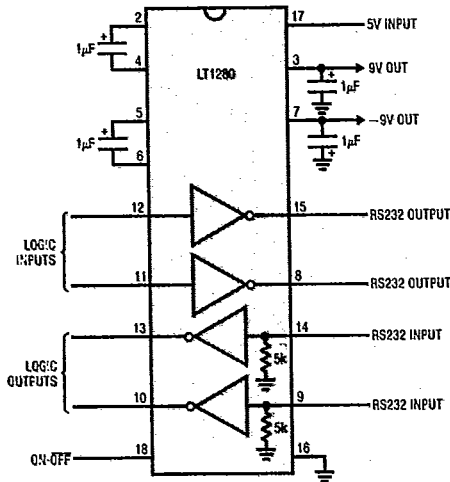 2 17 5V INPUT
+ 1µF
4 LT1280 3 9V OUT
+ 1µF
5 7 −9V OUT
+ 1µF 1µF
6 +
12 15 RS232 OUTPUT
LOGIC
INPUTS
11 8 RS232 OUTPUT
13 14 RS232 INPUT
5k
LOGIC
OUTPUTS
10 9 RS232 INPUT
5k
ON-OFF 18 16